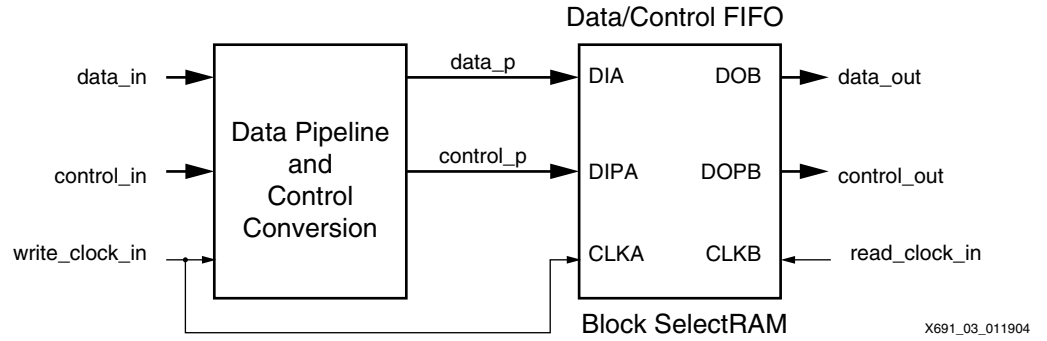 Data/Control FIFO
data_in
data_p
DIA
DOB
data_out
Data Pipeline
and
Control
Conversion
control_in
control_p
DIPA
DOPB
control_out
write_clock_in
CLKA
CLKB
read_clock_in
Block SelectRAM
X691_03_011904